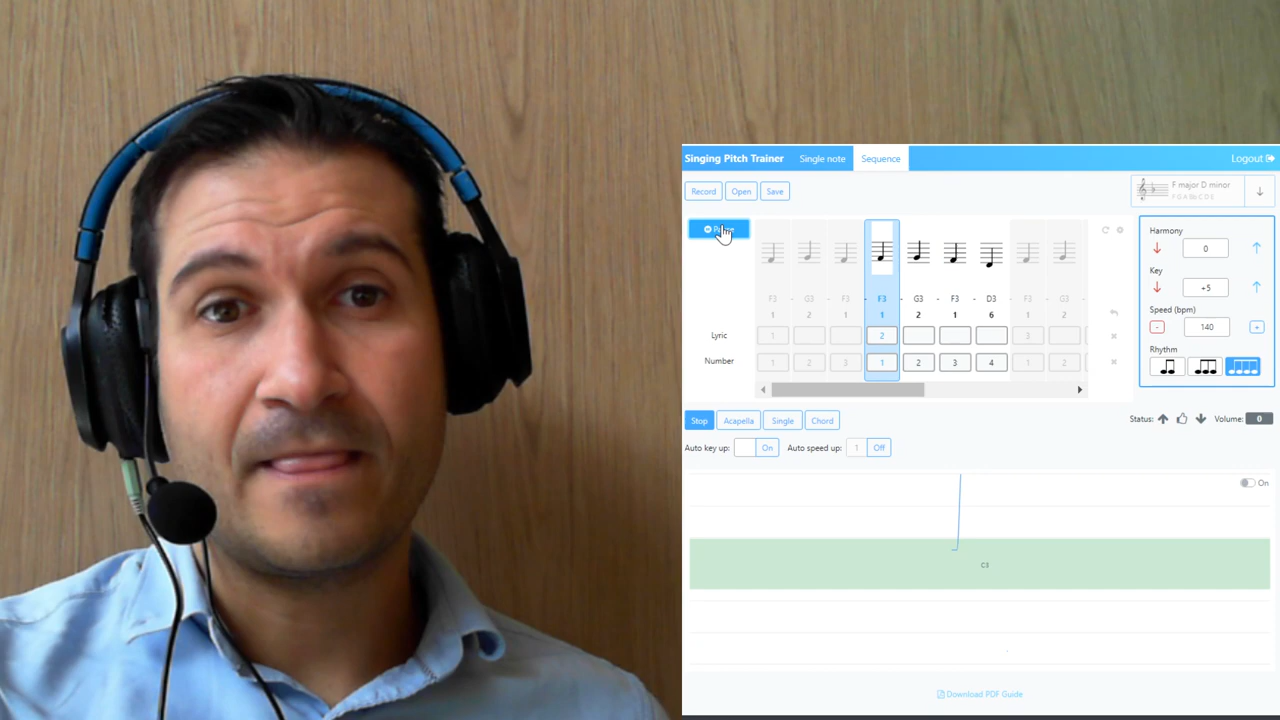 Singing Pitch Trainer Single note Sequence Logout
Record Open Save
F major D minor
F G A Bb C D E
F3 - G3 - F3 - F3 - G3 - F3 - D3 - F3 - G3 -
1 2 1 1 2 1 6 1 2
Lyric 1 2 3
Number 1 2 3 1 2 3 4 1 2
Harmony
0
Key
+5
Speed (bpm)
- 140 +
Rhythm
Stop Acapella Single Chord
Status: Volume: 0
Auto key up: On Auto speed up: 1 Off
On
C3
Download PDF Guide